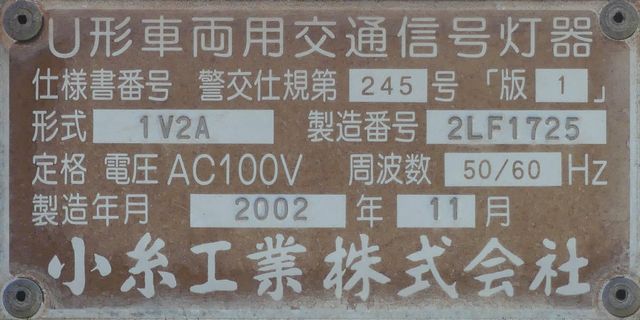 U形車両用交通信号灯器
仕様書番号 警交仕規第 245 号 「版 1 」
形式 1V2A 製造番号 2LF1725
定格 電圧 AC100V 周波数 50/60 Hz
製造年月 2002 年 11 月
小糸工業株式会社